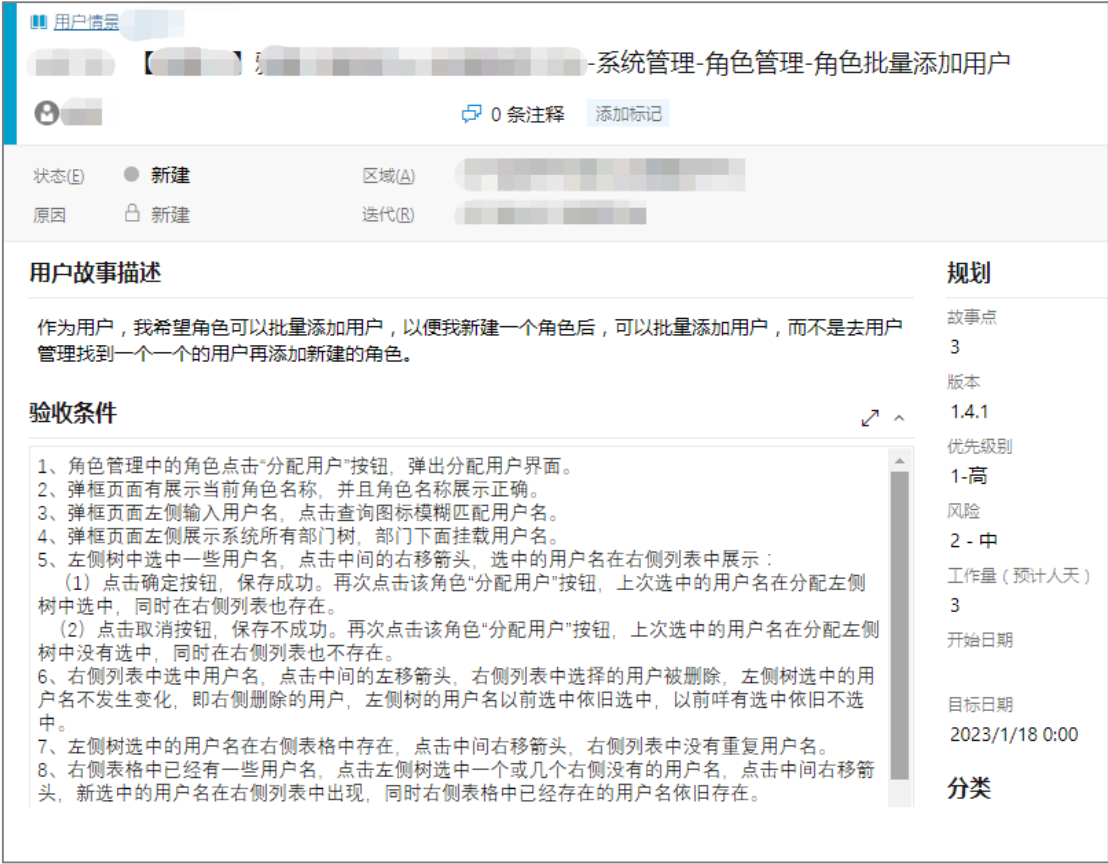 用户情景
【 】 -系统管理-角色管理-角色批量添加用户
0 条注释 添加标记
状态(E) 新建 区域(A)
原因 新建 迭代(R)
用户故事描述
作为用户，我希望角色可以批量添加用户，以便我新建一个角色后，可以批量添加用户，而不是去用户
管理找到一个一个的用户再添加新建的角色。
验收条件
1、角色管理中的角色点击“分配用户”按钮，弹出分配用户界面。
2、弹框页面有展示当前角色名称，并且角色名称展示正确。
3、弹框页面左侧输入用户名，点击查询图标模糊匹配用户名。
4、弹框页面左侧展示系统所有部门树，部门下面挂载用户名。
5、左侧树中选中一些用户名，点击中间的右移箭头，选中的用户名在右侧列表中展示：
（1）点击确定按钮，保存成功。再次点击该角色“分配用户”按钮，上次选中的用户名在分配左侧
树中选中，同时在右侧列表也存在。
（2）点击取消按钮，保存不成功。再次点击该角色“分配用户”按钮，上次选中的用户名在分配左侧
树中没有选中，同时在右侧列表也不存在。
6、右侧列表中选中用户名，点击中间的左移箭头，右侧列表中选择的用户被删除，左侧树选中的用
户名不发生变化，即右侧删除的用户，左侧树的用户名以前选中依旧选中，以前咩有选中依旧不选
中。
7、左侧树选中的用户名在右侧表格中存在，点击中间右移箭头，右侧列表中没有重复用户名。
8、右侧表格中已经有一些用户名，点击左侧树选中一个或几个右侧没有的用户名，点击中间右移箭
头，新选中的用户名在右侧列表中出现，同时右侧表格中已经存在的用户名依旧存在。
规划
故事点
3
版本
1.4.1
优先级别
1-高
风险
2 - 中
工作量（预计人天）
3
开始日期
目标日期
2023/1/18 0:00
分类